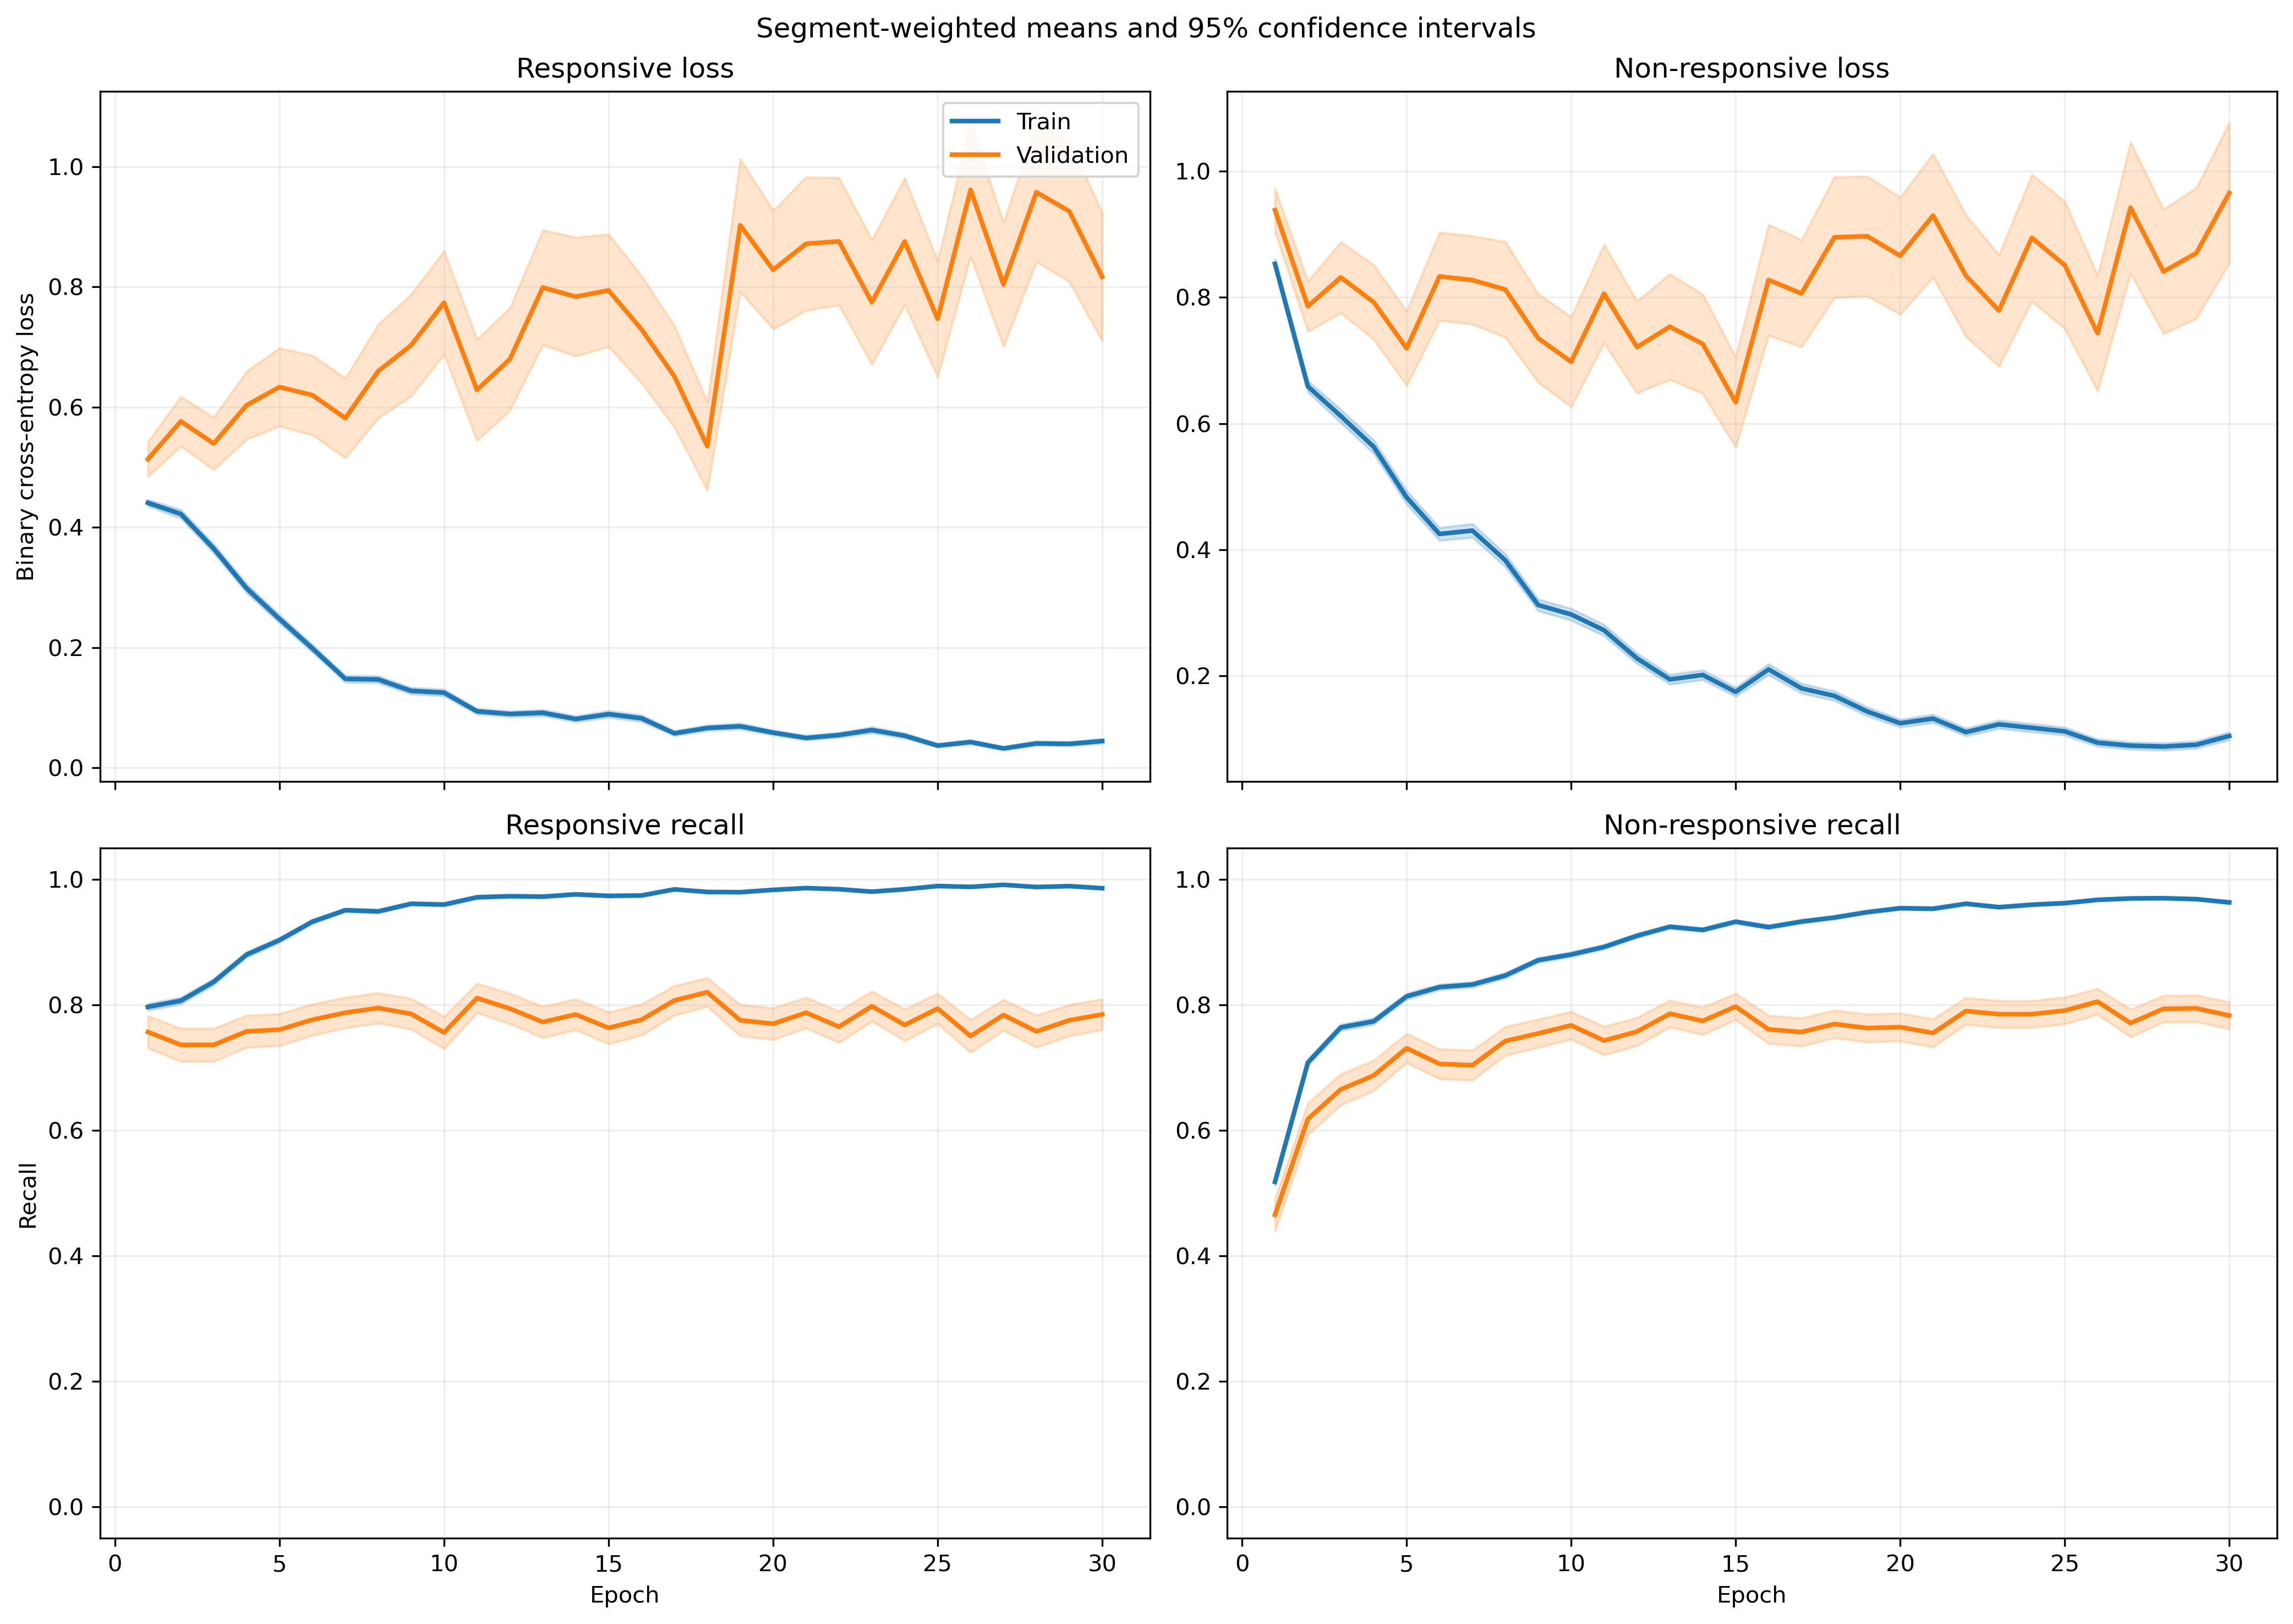 Segment-weighted means and 95% confidence intervals
Responsive loss
Non-responsive loss
Train
Validation
Binary cross-entropy loss
1.0
0.8
0.6
0.4
0.2
0.0
1.0
0.8
0.6
0.4
0.2
Responsive recall
Non-responsive recall
Recall
1.0
0.8
0.6
0.4
0.2
0.0
1.0
0.8
0.6
0.4
0.2
0.0
0 5 10 15 20 25 30
0 5 10 15 20 25 30
Epoch
Epoch